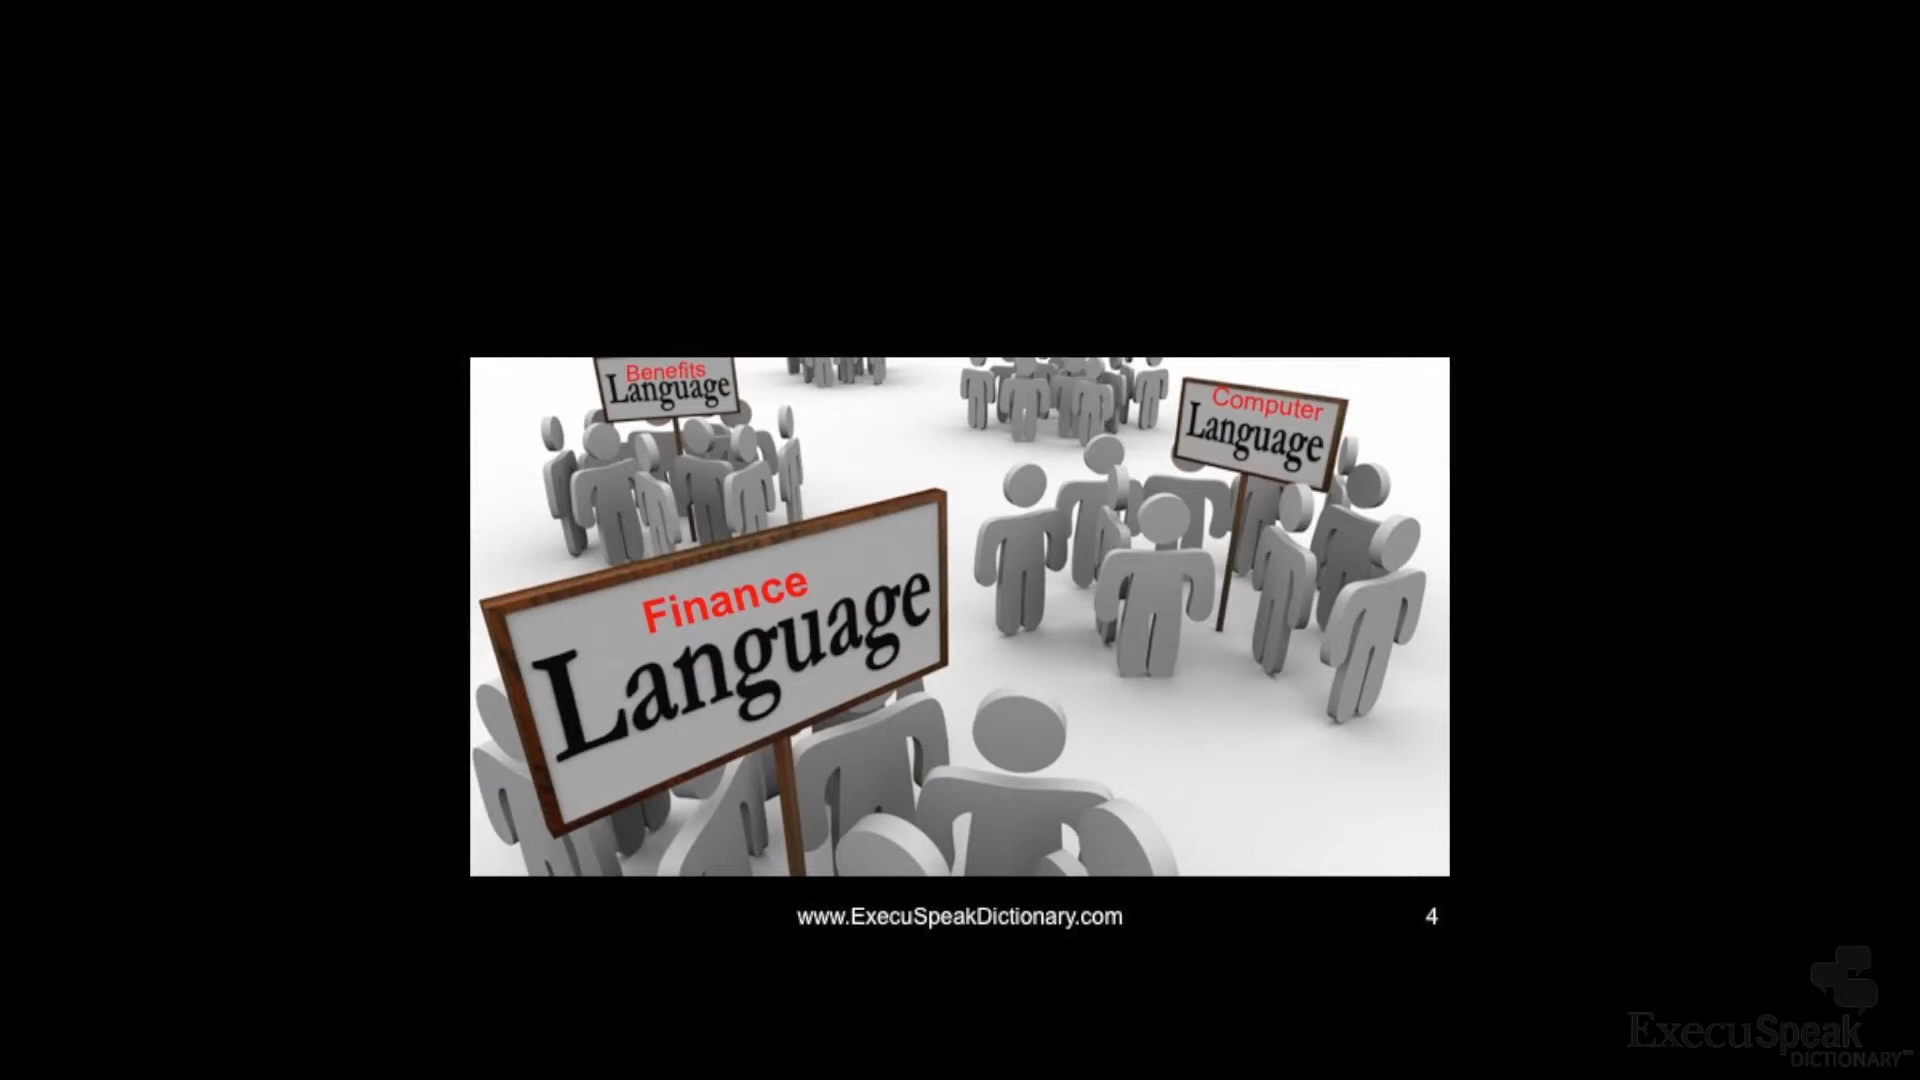 Benefits
Language
Computer
Language
Finance
Language
www.ExecuSpeakDictionary.com
4
ExecuSpeak
DICTIONARY™